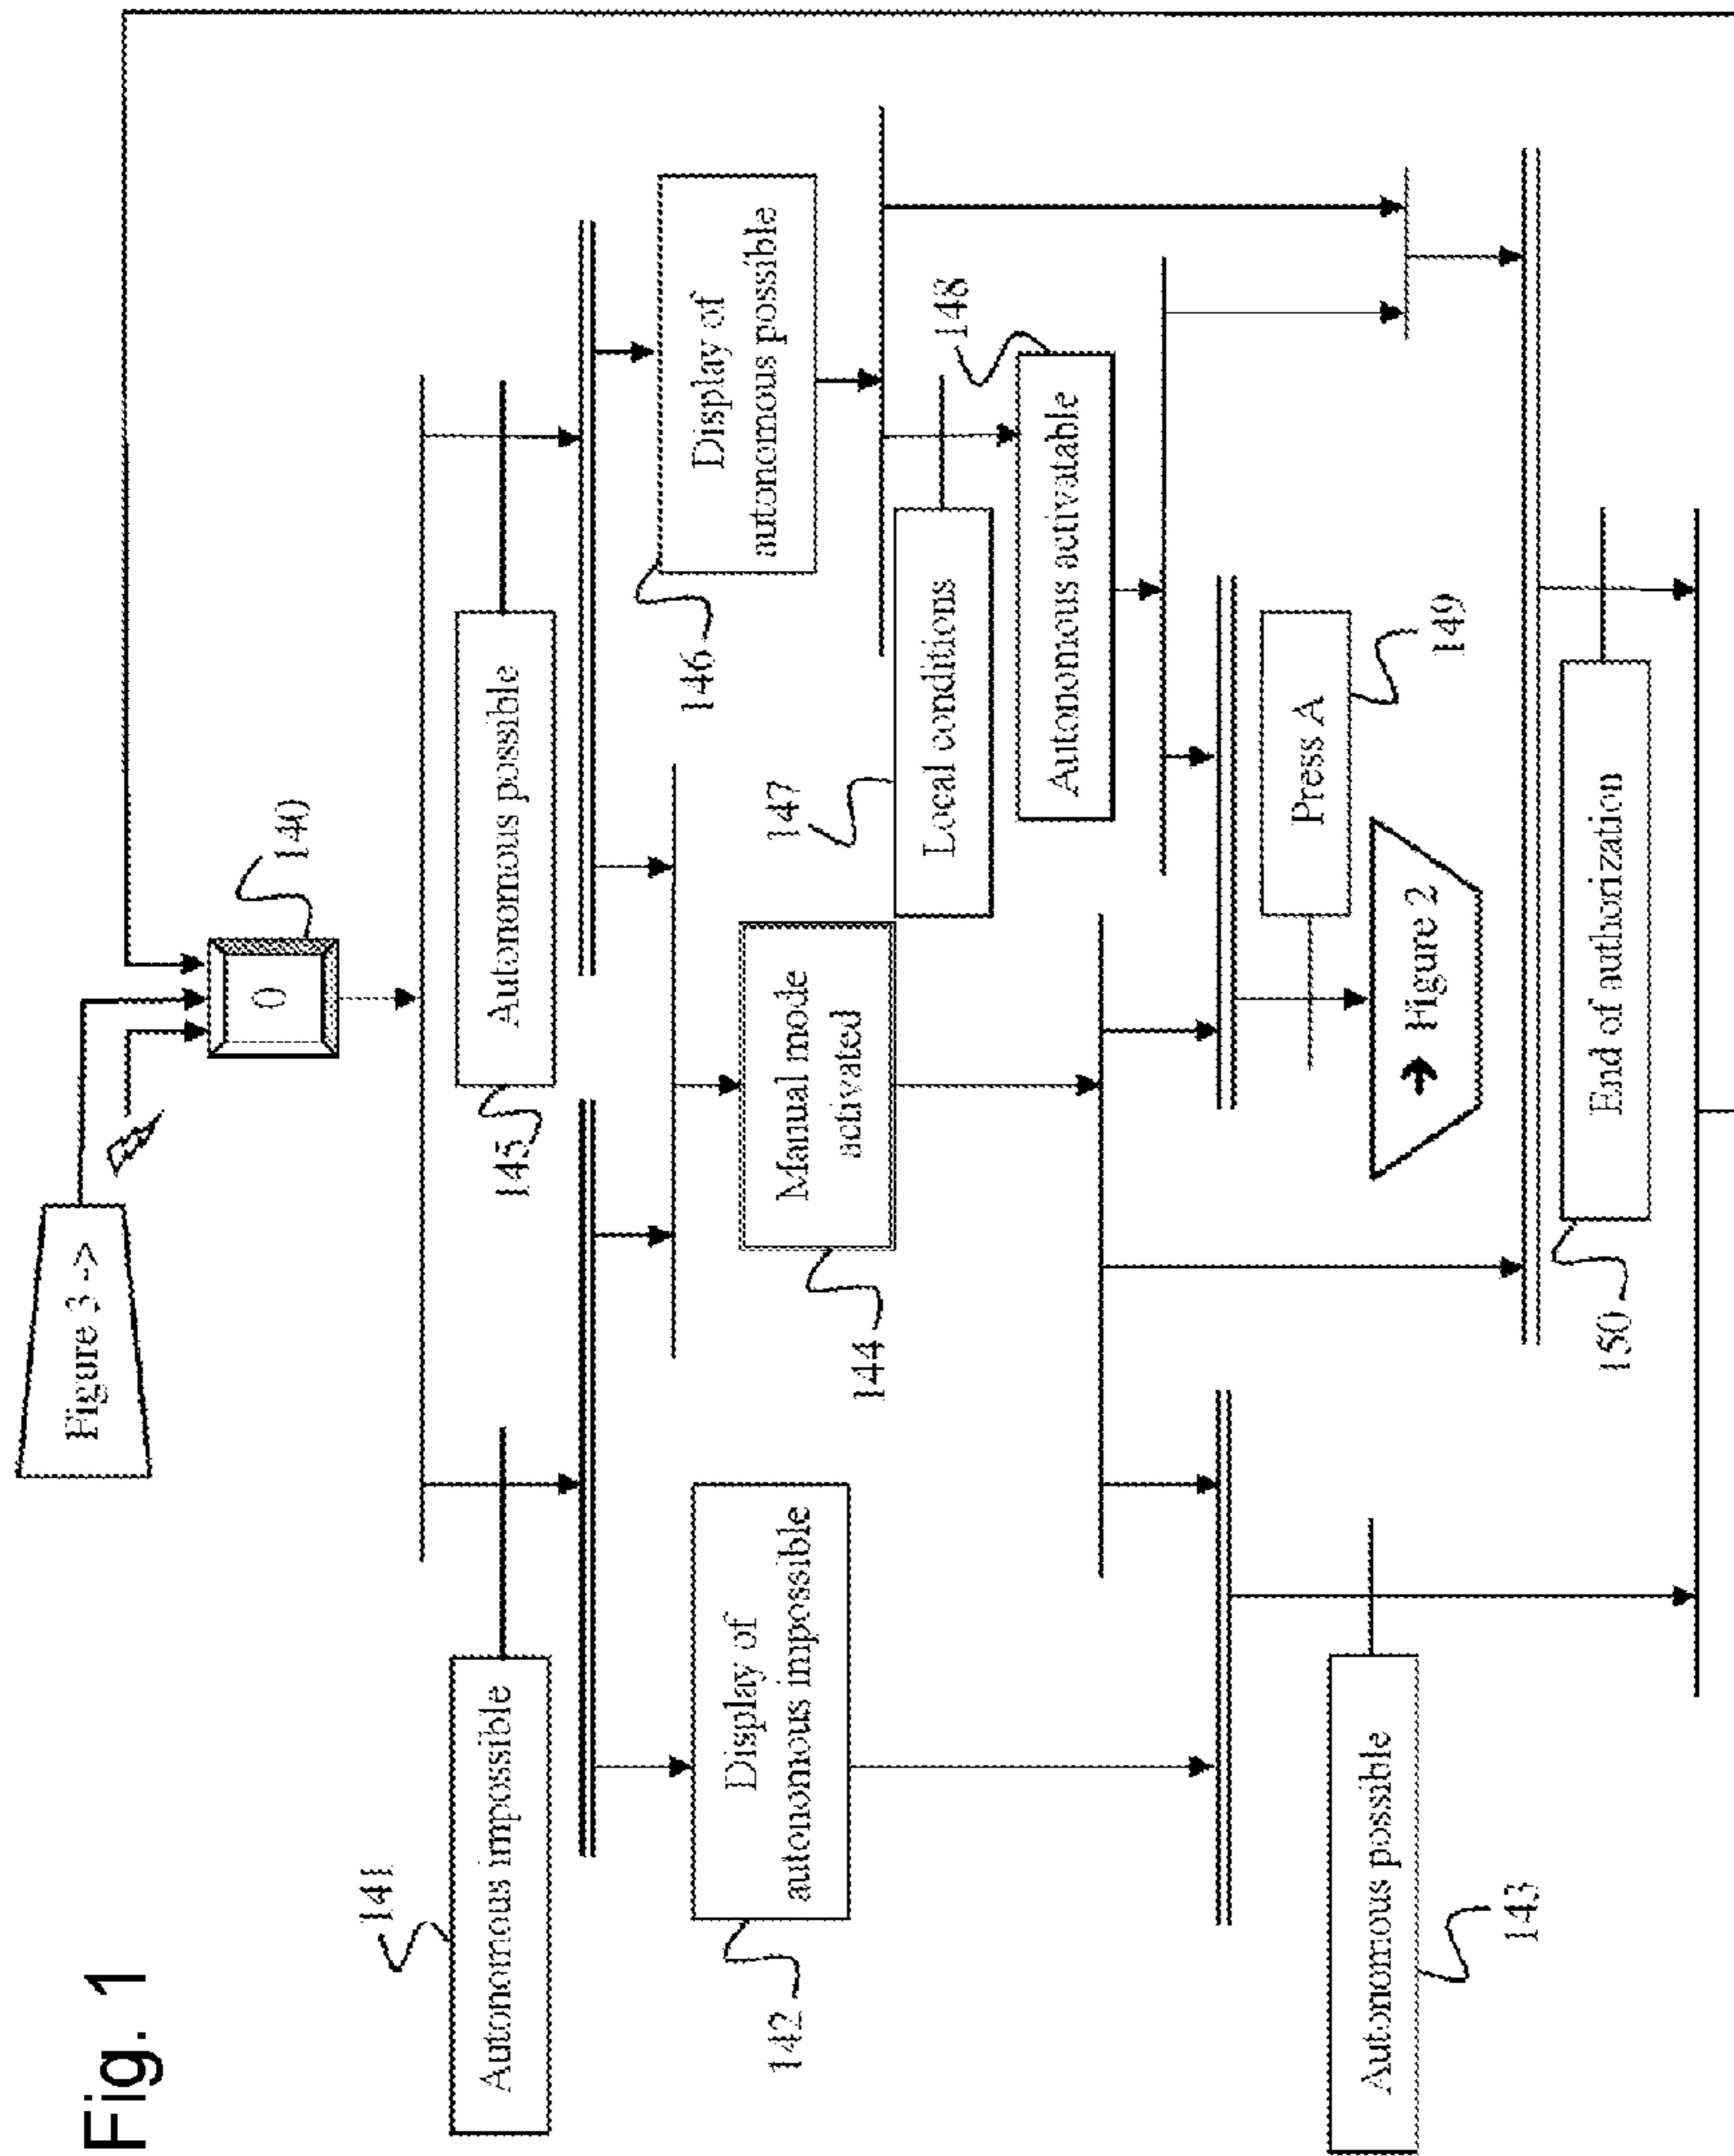 Fig. 1
Figure 3 ->
0
140
141
Autonomous impossible
145
Autonomous possible
142
Display of
autonomous impossible
144
Manual mode
activated
146
Display of
autonomous possible
147
Local conditions
148
Autonomous activatable
143
Autonomous possible
➔ Figure 2
Press A
149
150
End of authorization